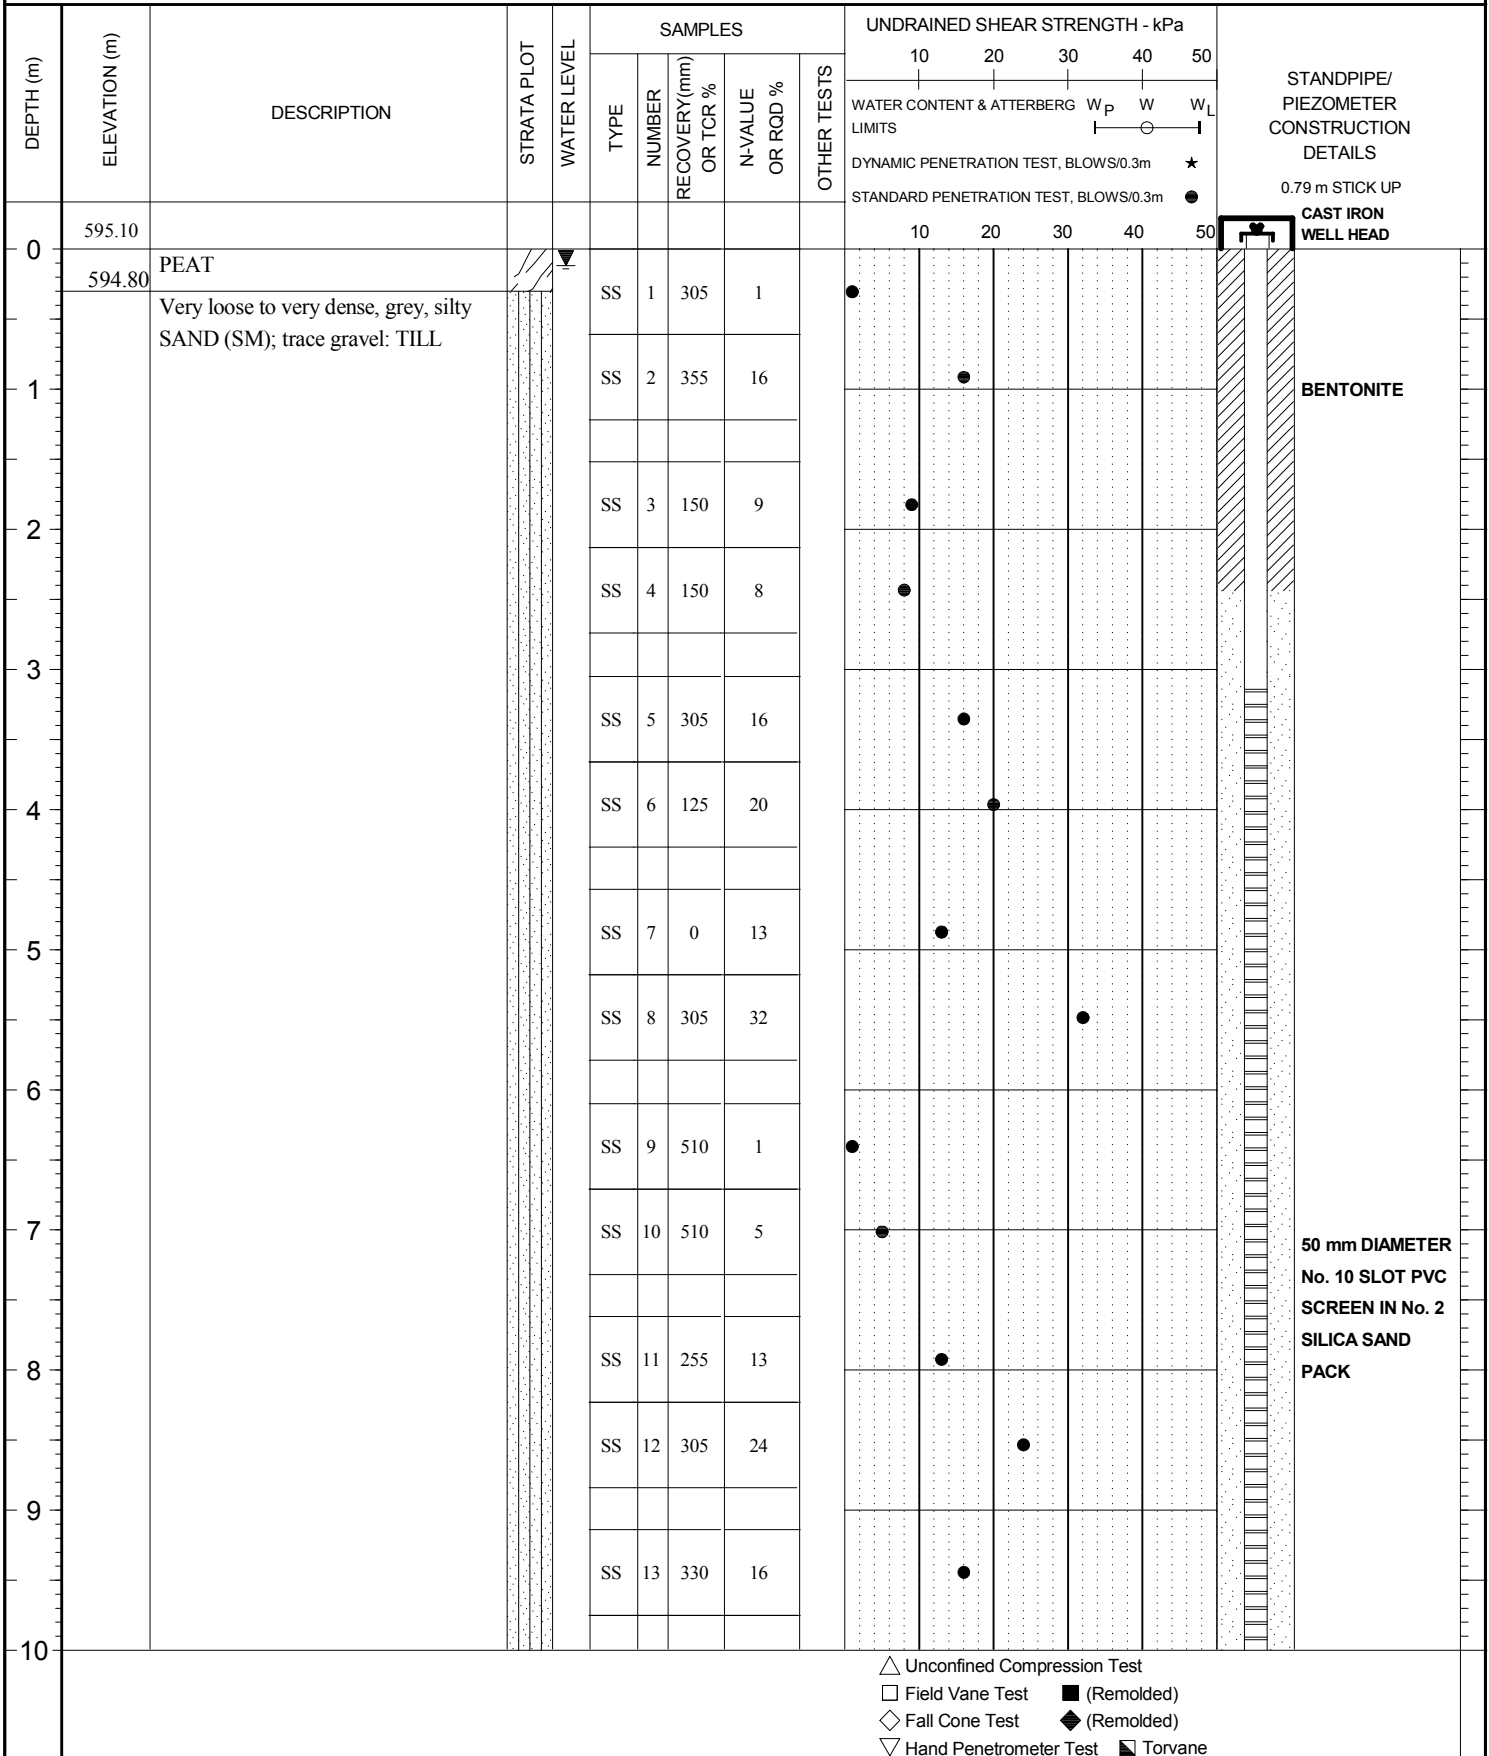 DEPTH (m)
ELEVATION (m)
DESCRIPTION
STRATA PLOT
WATER LEVEL
SAMPLES
TYPE
NUMBER
RECOVERY(mm)
OR TCR %
N-VALUE
OR RQD %
OTHER TESTS
UNDRAINED SHEAR STRENGTH - kPa
10 20 30 40 50
WATER CONTENT & ATTERBERG WP W WL
LIMITS
DYNAMIC PENETRATION TEST, BLOWS/0.3m ★
STANDARD PENETRATION TEST, BLOWS/0.3m ●
10 20 30 40 50
STANDPIPE/
PIEZOMETER
CONSTRUCTION
DETAILS
0.79 m STICK UP
CAST IRON
WELL HEAD
595.10
0
PEAT
594.80
Very loose to very dense, grey, silty
SAND (SM); trace gravel: TILL
SS 1 305 1
SS 2 355 16
1
BENTONITE
SS 3 150 9
2
SS 4 150 8
3
SS 5 305 16
SS 6 125 20
4
SS 7 0 13
5
SS 8 305 32
6
SS 9 510 1
SS 10 510 5
7
50 mm DIAMETER
No. 10 SLOT PVC
SCREEN IN No. 2
SILICA SAND
PACK
SS 11 255 13
8
SS 12 305 24
9
SS 13 330 16
10
△ Unconfined Compression Test
□ Field Vane Test ■ (Remolded)
◇ Fall Cone Test ◆ (Remolded)
▽ Hand Penetrometer Test Torvane